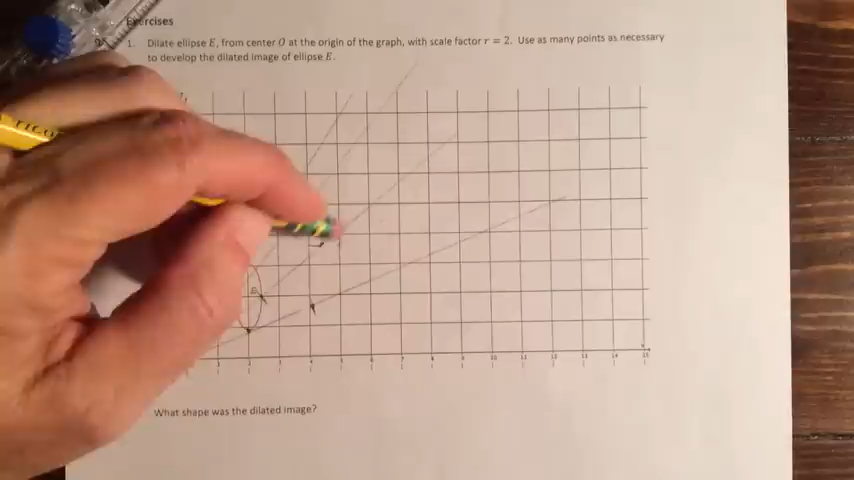 Exercises
1. Dilate ellipse E, from center O at the origin of the graph, with scale factor r = 2. Use as many points as necessary
to develop the dilated image of ellipse E.
TICO
E
1 2 3 4 5 6 7 8 9 10 11 12 13 14 15
What shape was the dilated image?